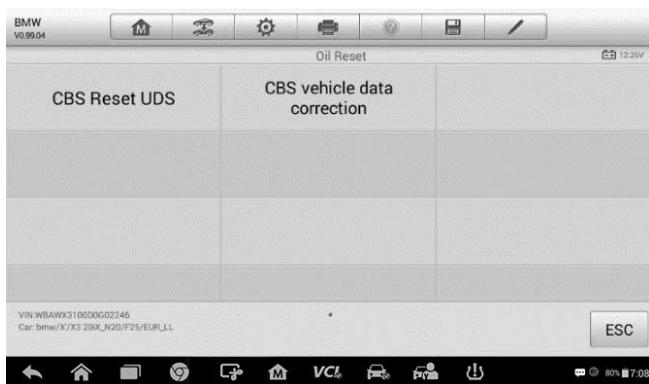 BMW
V0.99.04
M
?
Oil Reset
12.26V
CBS Reset UDS
CBS vehicle data
correction
VIN:WBAWX310600G02246
Car: bmw/X'/X3 20iX_N20/F25/EUR_LL
ESC
M
VCI
80% 7:08